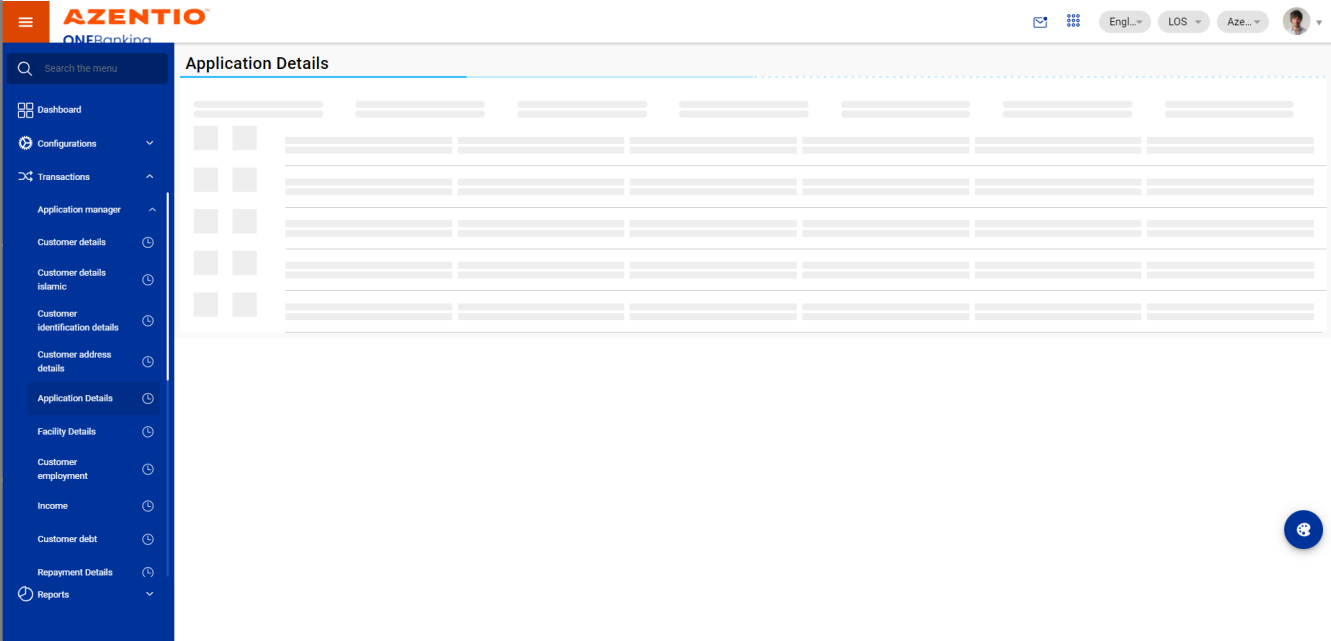 AZENTIO™
Engl...
LOS
Aze...
ONEBanking
Search the menu
Application Details
Dashboard
Configurations
Transactions
Application manager
Customer details
Customer details
islamic
Customer
identification details
Customer address
details
Application Details
Facility Details
Customer
employment
Income
Customer debt
Repayment Details
Reports